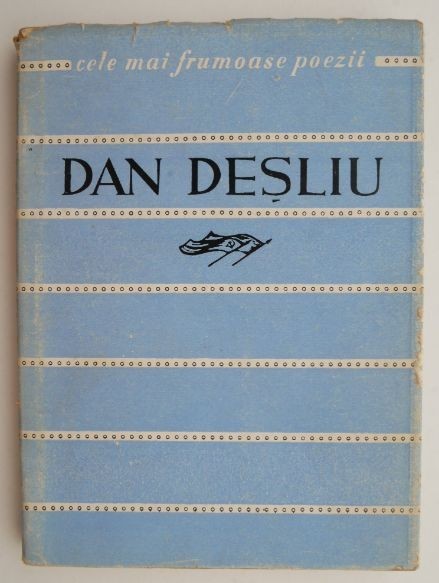 cele mai frumoase poezii
DAN DEȘLIU